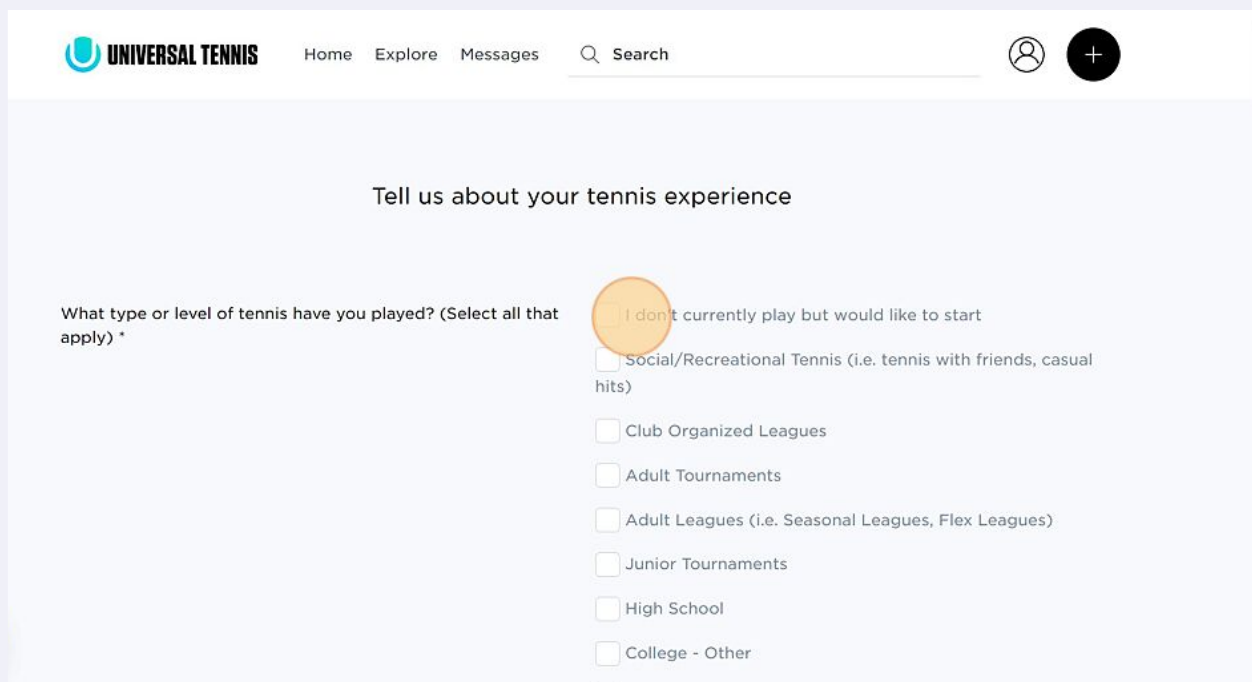 UNIVERSAL TENNIS Home Explore Messages Search
Tell us about your tennis experience
What type or level of tennis have you played? (Select all that
apply) *
I don't currently play but would like to start
Social/Recreational Tennis (i.e. tennis with friends, casual
hits)
Club Organized Leagues
Adult Tournaments
Adult Leagues (i.e. Seasonal Leagues, Flex Leagues)
Junior Tournaments
High School
College - Other